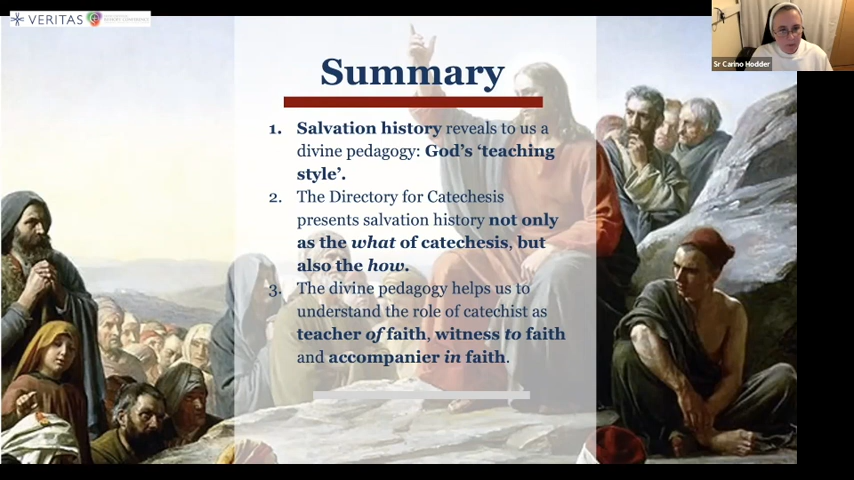 VERITAS
Sr Carino Hodder
Summary
1. Salvation history reveals to us a
divine pedagogy: God's 'teaching
style'.
2. The Directory for Catechesis
presents salvation history not only
as the what of catechesis, but
also the how.
3. The divine pedagogy helps us to
understand the role of catechist as
teacher of faith, witness to faith
and accompanier in faith.